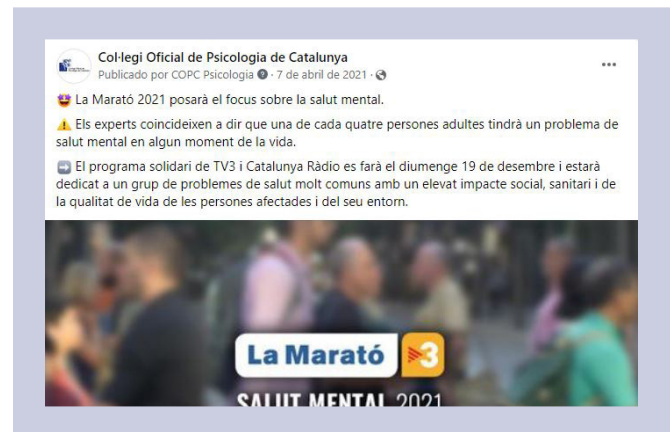 Col·legi Oficial de Psicologia de Catalunya
Publicado por COPC Psicologia · 7 de abril de 2021 ·
La Marató 2021 posarà el focus sobre la salut mental.
Els experts coincideixen a dir que una de cada quatre persones adultes tindrà un problema de
salut mental en algun moment de la vida.
El programa solidari de TV3 i Catalunya Ràdio es farà el diumenge 19 de desembre i estarà
dedicat a un grup de problemes de salut molt comuns amb un elevat impacte social, sanitari i de
la qualitat de vida de les persones afectades i del seu entorn.
La Marató 3
SALUT MENTAL 2021